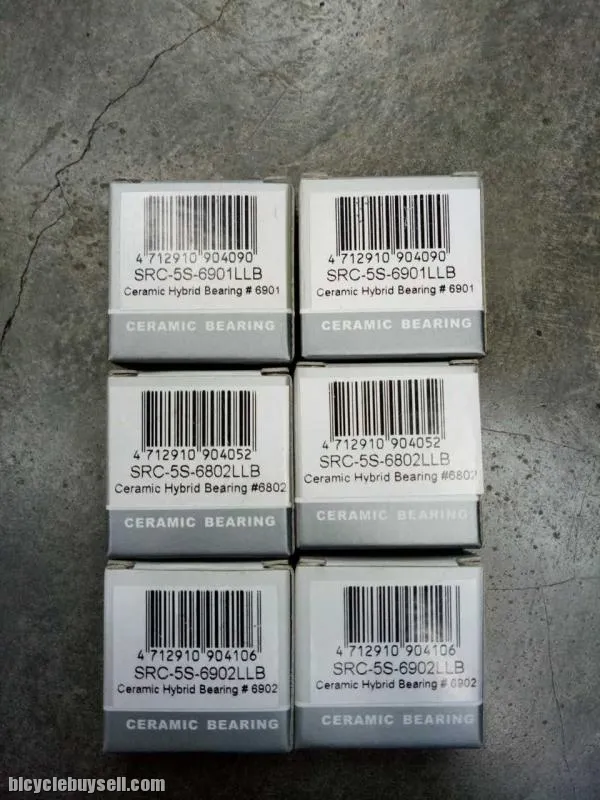 4 712910 904090
SRC-5S-6901LLB
Ceramic Hybrid Bearing # 6901
CERAMIC BEARING
4 712910 904090
SRC-5S-6901LLB
Ceramic Hybrid Bearing # 6901
CERAMIC BEARING
4 712910 904052
SRC-5S-6802LLB
Ceramic Hybrid Bearing #6802
CERAMIC BEARING
4 712910 904052
SRC-5S-6802LLB
Ceramic Hybrid Bearing #6802
CERAMIC BEARING
4 712910 904106
SRC-5S-6902LLB
Ceramic Hybrid Bearing # 6902
CERAMIC BEARING
4 712910 904106
SRC-5S-6902LLB
Ceramic Hybrid Bearing # 6902
CERAMIC BEARING
bicyclebuysell.com